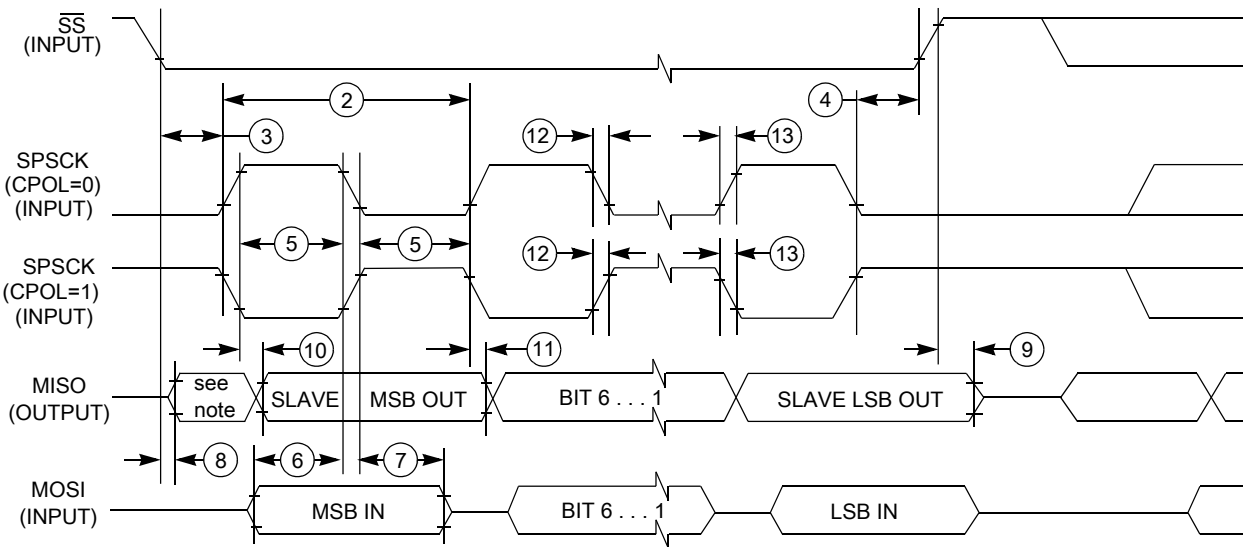 SS
(INPUT)
2
4
3
12
13
SPSCK
(CPOL=0)
(INPUT)
5
5
SPSCK
(CPOL=1)
(INPUT)
12
13
10
11
9
MISO
(OUTPUT)
see
note
SLAVE
MSB OUT
BIT 6 . . . 1
SLAVE LSB OUT
8
6
7
MOSI
(INPUT)
MSB IN
BIT 6 . . . 1
LSB IN